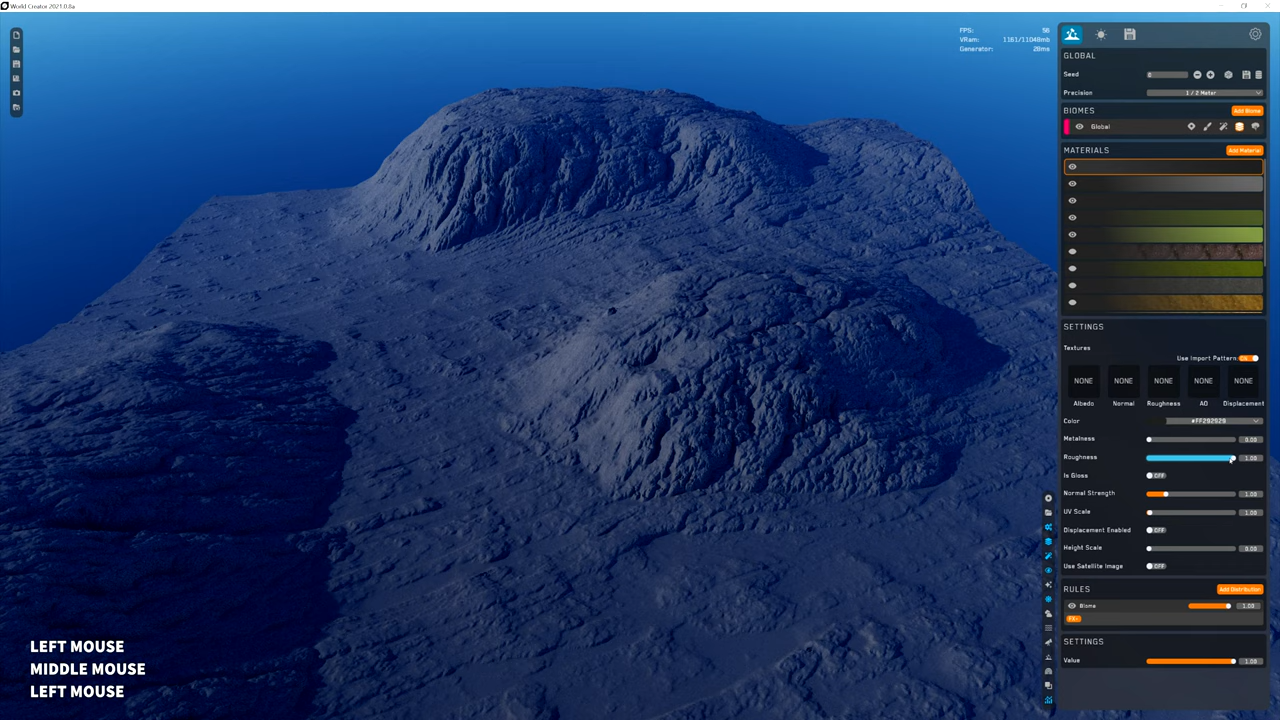 World Creator 2021.0.8a
FPS: 56
VRam: 1161/11048mb
Generator: 28ms
GLOBAL
Seed
Precision 1 / 2 Meter
BIOMES Add Biome
Global
MATERIALS Add Material
SETTINGS
Textures
Use Import Pattern: ON
NONE NONE NONE NONE NONE
Albedo Normal Roughness AO Displacement
Color #FF292929
Metalness 0.00
Roughness 1.00
Is Gloss OFF
Normal Strength 1.00
UV Scale 1.00
Displacement Enabled OFF
Height Scale 0.00
Use Satellite Image OFF
RULES Add Distribution
Biome 1.00
FX
SETTINGS
Value 1.00
LEFT MOUSE
MIDDLE MOUSE
LEFT MOUSE